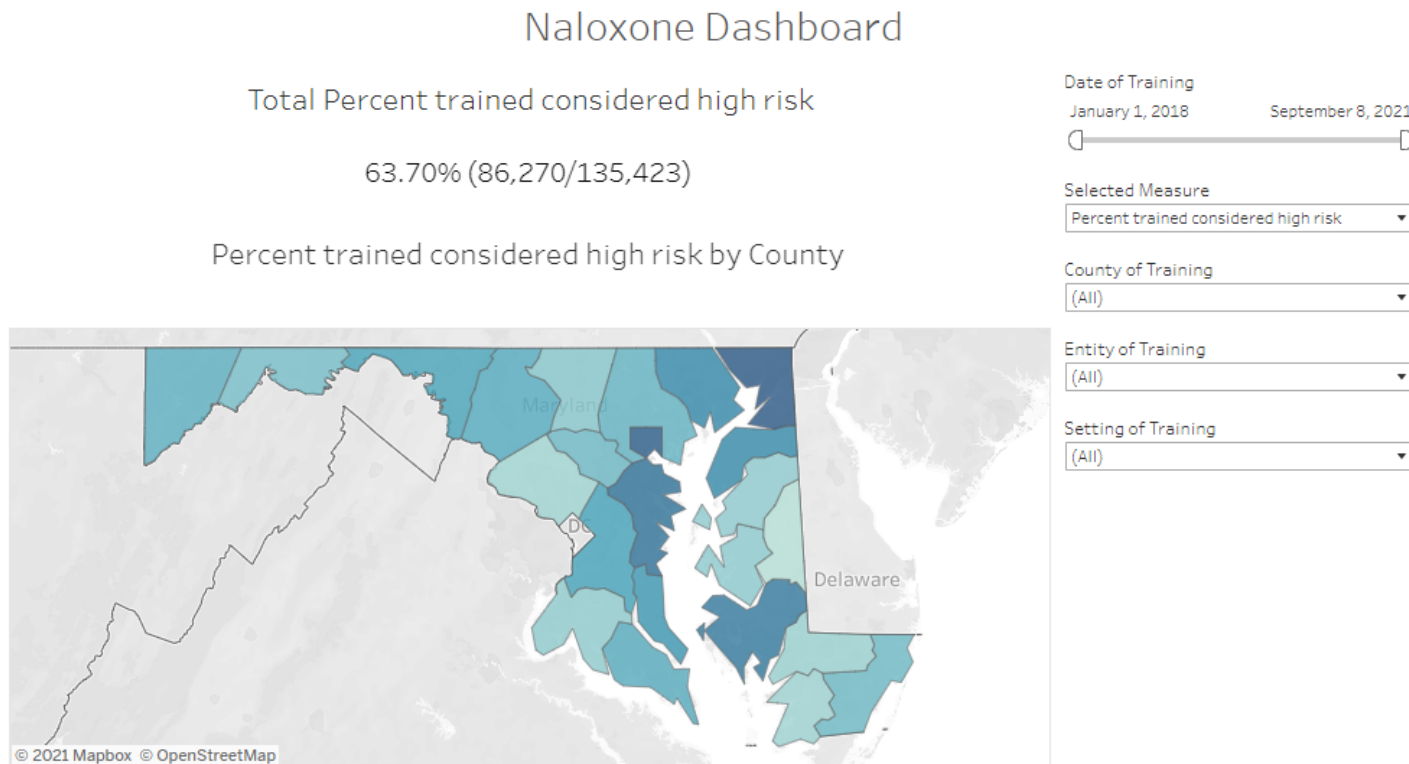 Naloxone Dashboard
Total Percent trained considered high risk
63.70% (86,270/135,423)
Percent trained considered high risk by County
Date of Training
January 1, 2018
September 8, 2021
Selected Measure
Percent trained considered high risk
County of Training
(All)
Entity of Training
(All)
Setting of Training
(All)
Maryland
DC
Delaware
© 2021 Mapbox © OpenStreetMap